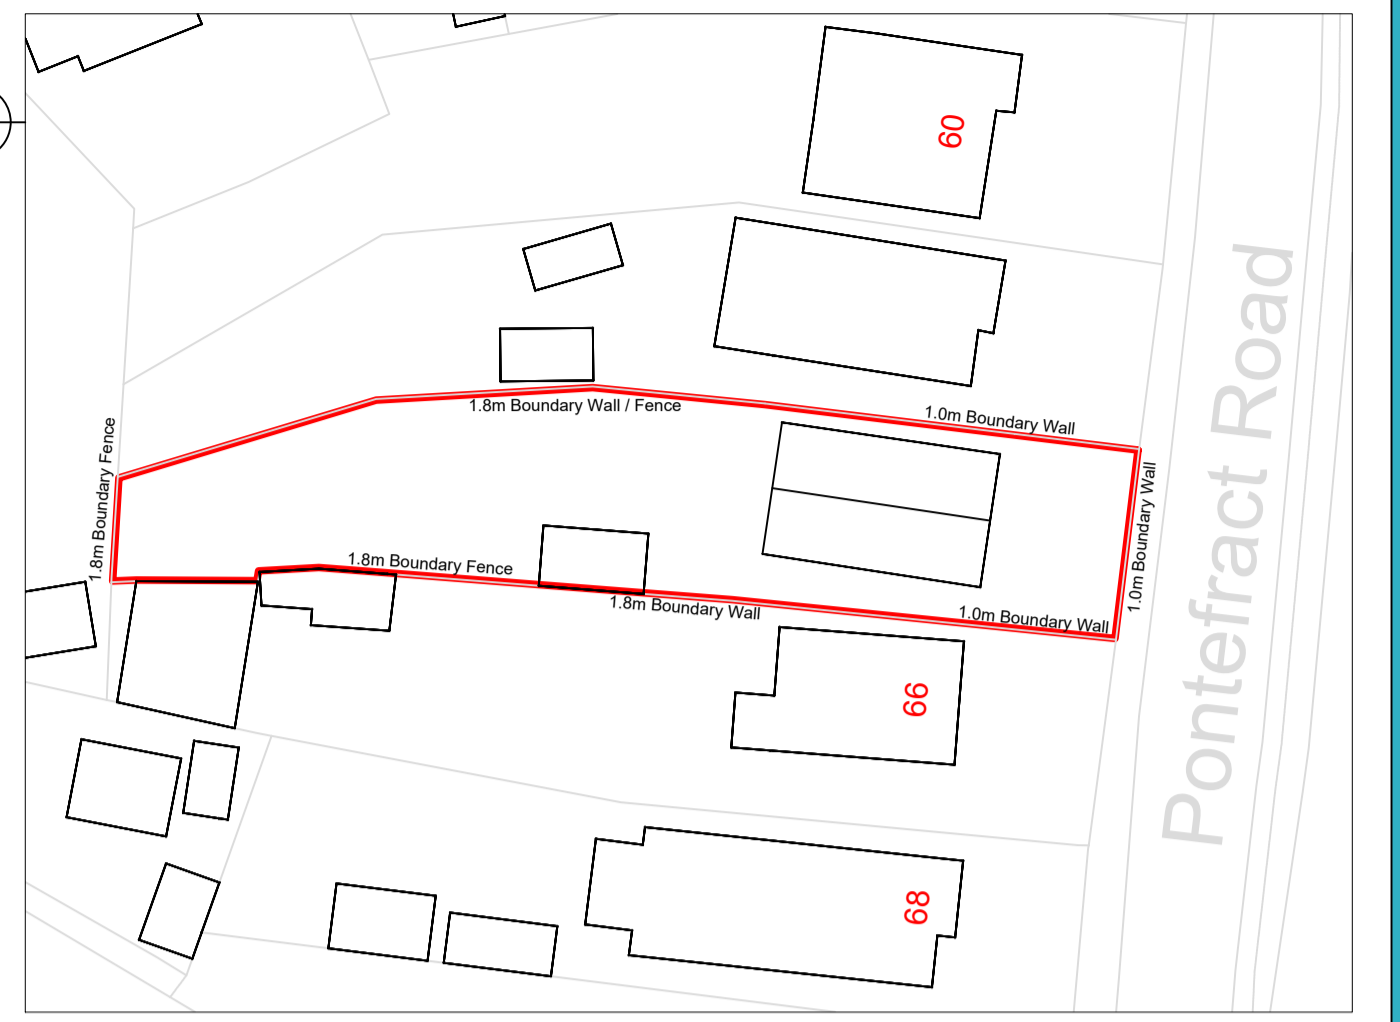 60
1.8m Boundary Wall / Fence
1.0m Boundary Wall
1.8m Boundary Fence
1.0m Boundary Wall
1.8m Boundary Fence
1.8m Boundary Wall
1.0m Boundary Wall
Pontefract Road
66
68